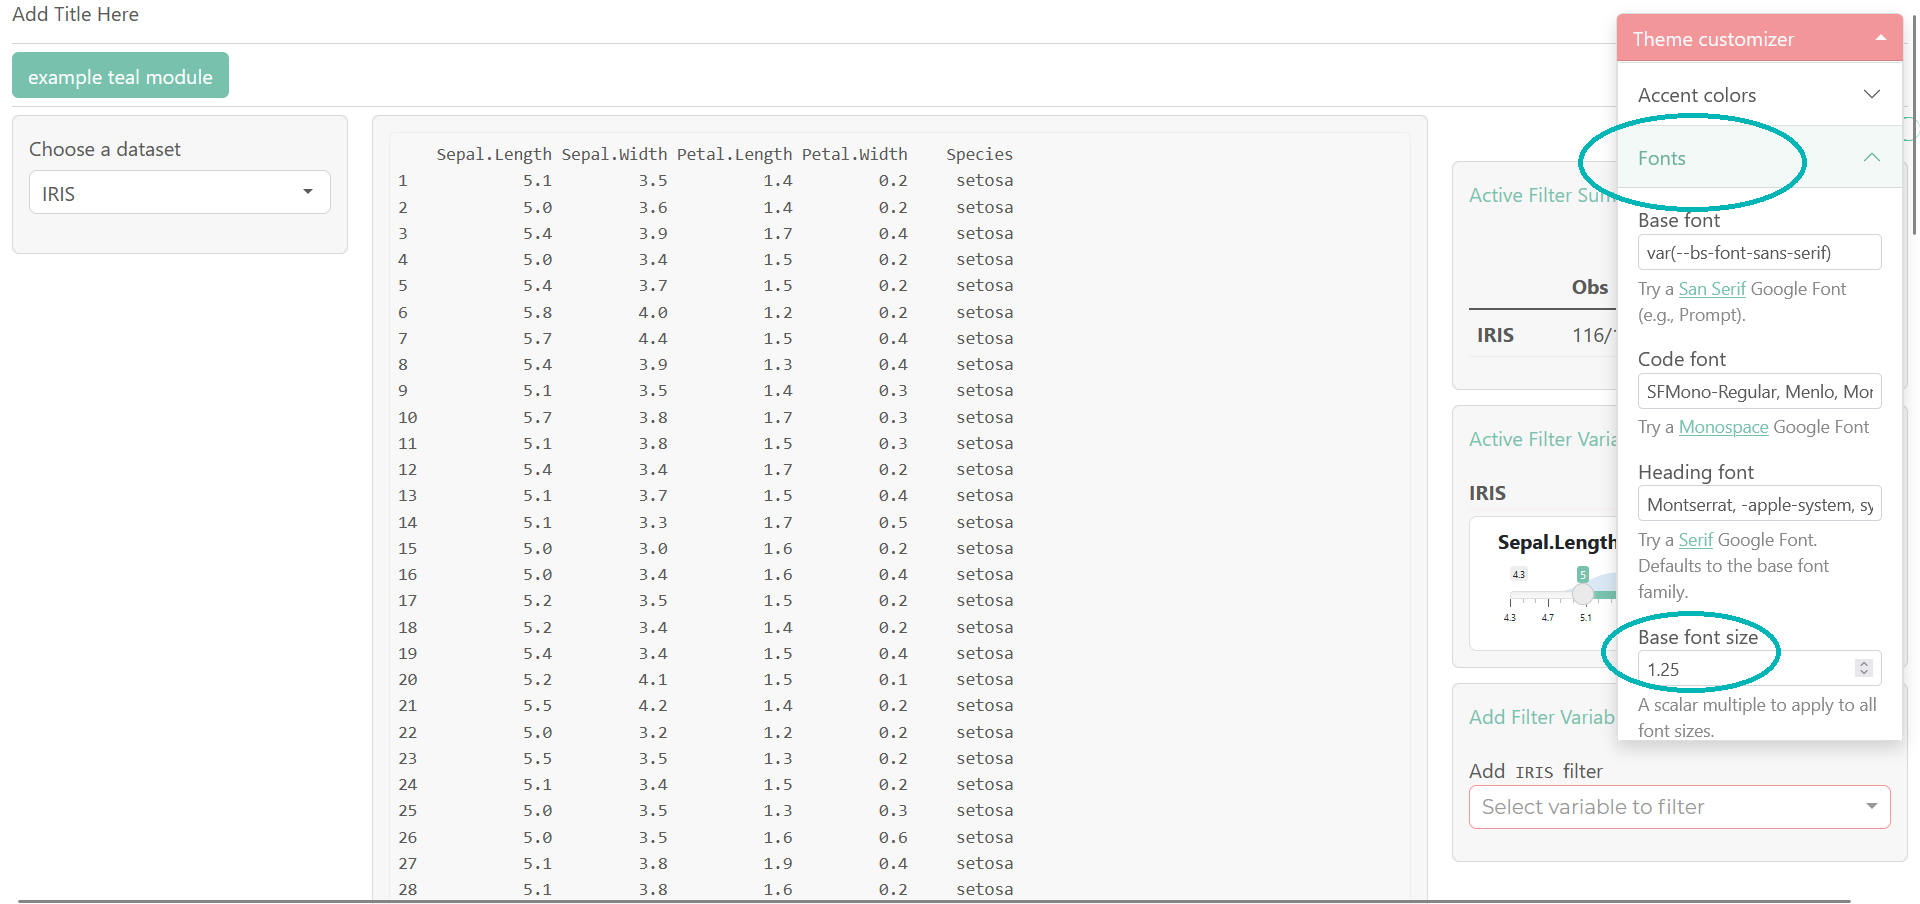 Add Title Here
example teal module
Choose a dataset
IRIS
Sepal.Length Sepal.Width Petal.Length Petal.Width Species
1 5.1 3.5 1.4 0.2 setosa
2 5.0 3.6 1.4 0.2 setosa
3 5.4 3.9 1.7 0.4 setosa
4 5.0 3.4 1.5 0.2 setosa
5 5.4 3.7 1.5 0.2 setosa
6 5.8 4.0 1.2 0.2 setosa
7 5.7 4.4 1.5 0.4 setosa
8 5.4 3.9 1.3 0.4 setosa
9 5.1 3.5 1.4 0.3 setosa
10 5.7 3.8 1.7 0.3 setosa
11 5.1 3.8 1.5 0.3 setosa
12 5.4 3.4 1.7 0.2 setosa
13 5.1 3.7 1.5 0.4 setosa
14 5.1 3.3 1.7 0.5 setosa
15 5.0 3.0 1.6 0.2 setosa
16 5.0 3.4 1.6 0.4 setosa
17 5.2 3.5 1.5 0.2 setosa
18 5.2 3.4 1.4 0.2 setosa
19 5.4 3.4 1.5 0.4 setosa
20 5.2 4.1 1.5 0.1 setosa
21 5.5 4.2 1.4 0.2 setosa
22 5.0 3.2 1.2 0.2 setosa
23 5.5 3.5 1.3 0.2 setosa
24 5.1 3.4 1.5 0.2 setosa
25 5.0 3.5 1.3 0.3 setosa
26 5.0 3.5 1.6 0.6 setosa
27 5.1 3.8 1.9 0.4 setosa
28 5.1 3.8 1.6 0.2 setosa
Active Filter Sum
Obs
IRIS 116/
Active Filter Varia
IRIS
Sepal.Length
4.3 5
4.3 4.7 5.1
Add Filter Variab
Add IRIS filter
Select variable to filter
Theme customizer
Accent colors
Fonts
Base font
var(--bs-font-sans-serif)
Try a San Serif Google Font
(e.g., Prompt).
Code font
SFMono-Regular, Menlo, Mor
Try a Monospace Google Font
Heading font
Montserrat, -apple-system, sy
Try a Serif Google Font.
Defaults to the base font
family.
Base font size
1.25
A scalar multiple to apply to all
font sizes.